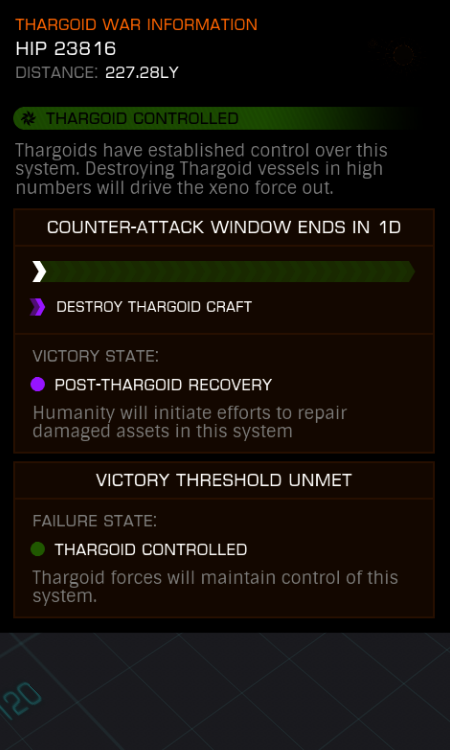 THARGOID WAR INFORMATION
HIP 23816
DISTANCE: 227.28LY
THARGOID CONTROLLED
Thargoids have established control over this
system. Destroying Thargoid vessels in high
numbers will drive the xeno force out.
COUNTER-ATTACK WINDOW ENDS IN 1D
DESTROY THARGOID CRAFT
VICTORY STATE:
POST-THARGOID RECOVERY
Humanity will initiate efforts to repair
damaged assets in this system
VICTORY THRESHOLD UNMET
FAILURE STATE:
THARGOID CONTROLLED
Thargoid forces will maintain control of this
system.
120